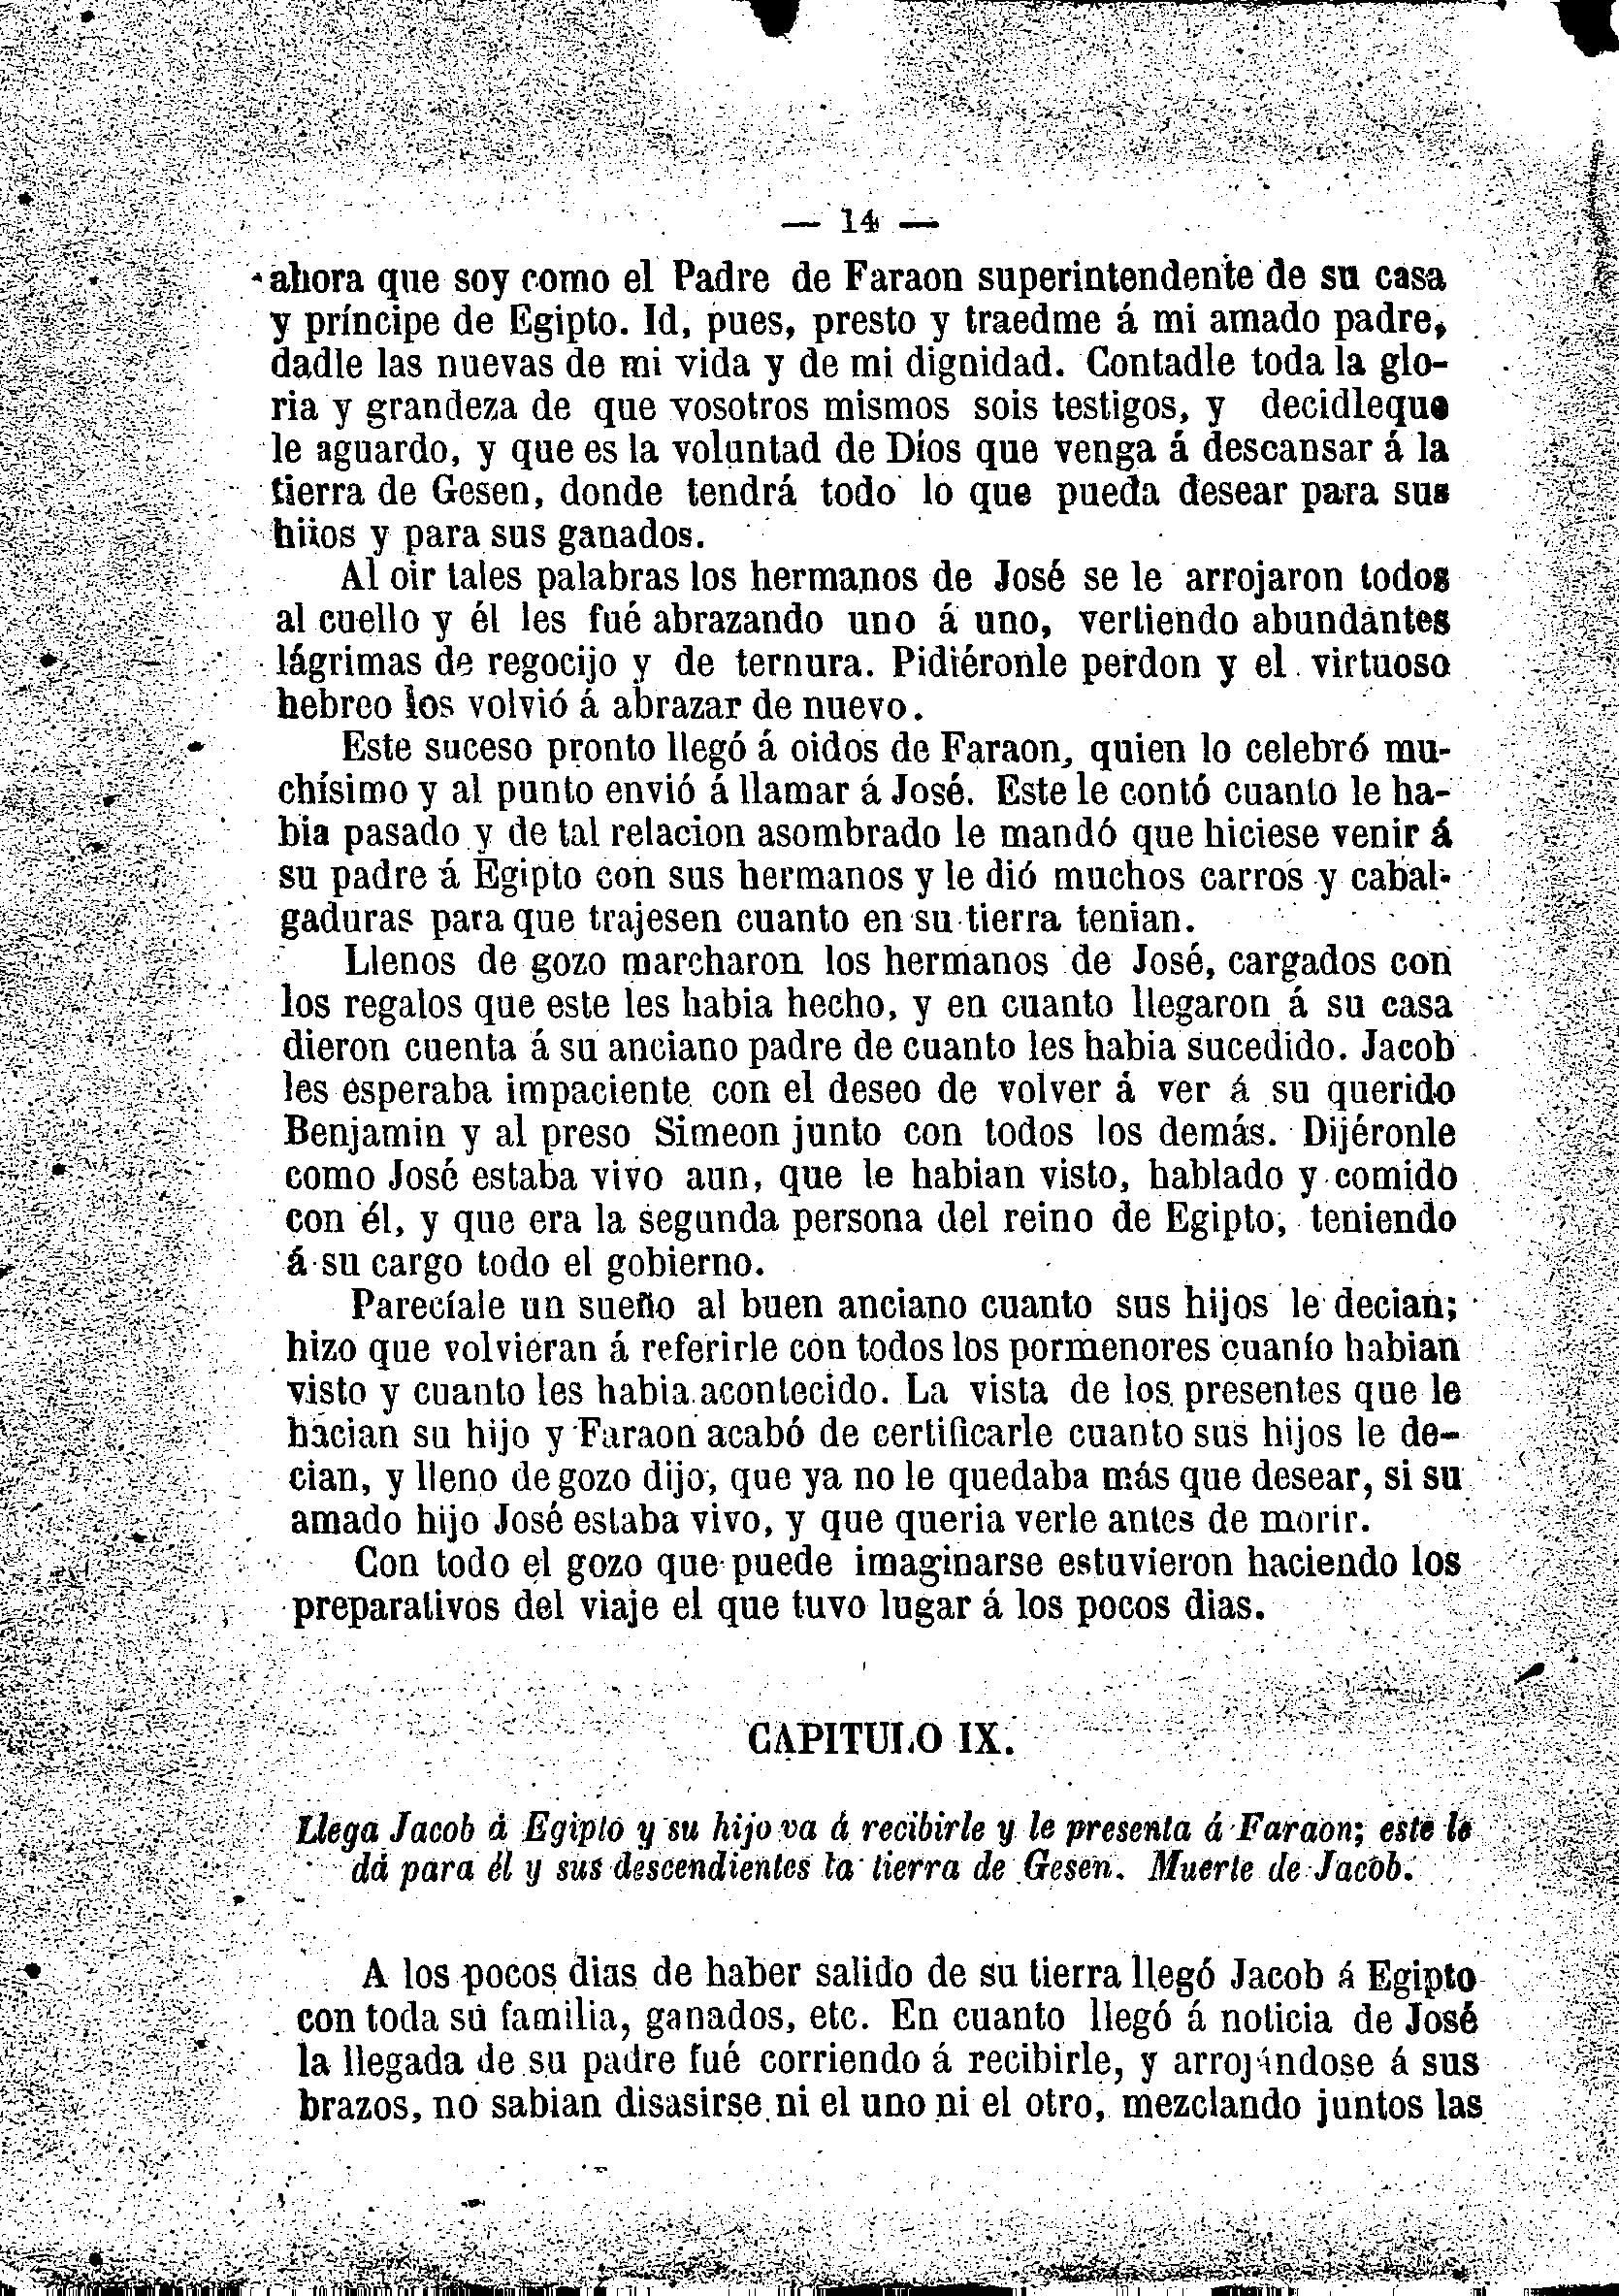 — 14 —
ahora que soy como el Padre de Faraon superintendente de su casa
y príncipe de Egipto. Id, pues, presto y traedme á mi amado padre,
dadle las nuevas de mi vida y de mi dignidad. Contadle toda la glo-
ria y grandeza de que vosotros mismos sois testigos, y decidleque
le aguardo, y que es la voluntad de Dios que venga á descansar á la
tierra de Gesen, donde tendrá todo lo que pueda desear para sus
hijos y para sus ganados.
Al oir tales palabras los hermanos de José se le arrojaron todos
al cuello y él les fué abrazando uno á uno, vertiendo abundantes
lágrimas de regocijo y de ternura. Pidiéronle perdon y el virtuoso
hebreo los volvió á abrazar de nuevo.
Este suceso pronto llegó á oidos de Faraon, quien lo celebró mu-
chísimo y al punto envió á llamar á José. Este le contó cuanto le ha-
bia pasado y de tal relacion asombrado le mandó que hiciese venir á
su padre á Egipto con sus hermanos y le dió muchos carros y cabal-
gaduras para que trajesen cuanto en su tierra tenian.
Llenos de gozo marcharon los hermanos de José, cargados con
los regalos que este les habia hecho, y en cuanto llegaron á su casa
dieron cuenta á su anciano padre de cuanto les habia sucedido. Jacob
les esperaba impaciente con el deseo de volver á ver á su querido
Benjamin y al preso Simeon junto con todos los demás. Dijéronle
como José estaba vivo aun, que le habian visto, hablado y comido
con él, y que era la segunda persona del reino de Egipto, teniendo
á su cargo todo el gobierno.
Parecíale un sueño al buen anciano cuanto sus hijos le decian;
hizo que volvieran á referirle con todos los pormenores cuanto habian
visto y cuanto les habia acontecido. La vista de los presentes que le
hacian su hijo y Faraon acabó de certificarle cuanto sus hijos le de-
cian, y lleno de gozo dijo, que ya no le quedaba más que desear, si su
amado hijo José estaba vivo, y que queria verle antes de morir.
Con todo el gozo que puede imaginarse estuvieron haciendo los
preparativos del viaje el que tuvo lugar á los pocos dias.
CAPITULO IX.
Llega Jacob á Egipto y su hijo va á recibirle y le presenta á Faraon; este le
dá para él y sus descendientes la tierra de Gesen. Muerte de Jacob.
A los pocos dias de haber salido de su tierra llegó Jacob á Egipto
con toda su familia, ganados, etc. En cuanto llegó á noticia de José
la llegada de su padre fué corriendo á recibirle, y arrojándose á sus
brazos, no sabian disasirse ni el uno ni el otro, mezclando juntos las